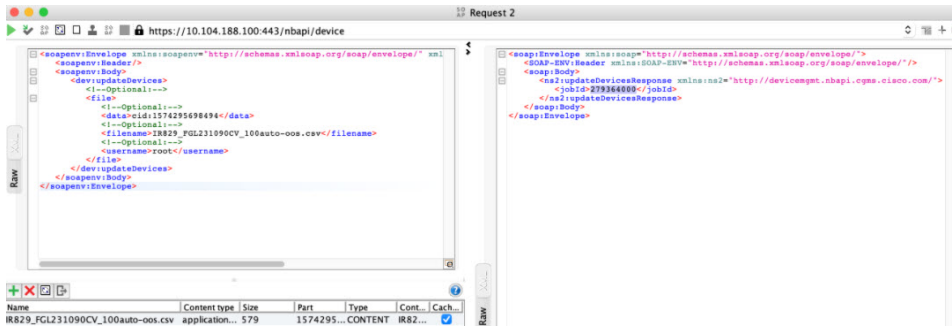 Request 2
https://10.104.188.100:443/nbapi/device
<soapenv:Envelope xmlns:soapenv="http://schemas.xmlsoap.org/soap/envelope/" xml
<soapenv:Header/>
<soapenv:Body>
<dev:updateDevices>
<!--Optional:-->
<file>
<!--Optional:-->
<data>cid:1574295698494</data>
<!--Optional:-->
<filename>IR829_FGL231090CV_100auto-oos.csv</filename>
<!--Optional:-->
<username>root</username>
</file>
</dev:updateDevices>
</soapenv:Body>
</soapenv:Envelope>
Raw
Name Content type Size Part Type Cont... Cach...
IR829_FGL231090CV_100auto-oos.csv application... 579 1574295... CONTENT IR82...
<soap:Envelope xmlns:soap="http://schemas.xmlsoap.org/soap/envelope/">
<SOAP-ENV:Header xmlns:SOAP-ENV="http://schemas.xmlsoap.org/soap/envelope/"/>
<soap:Body>
<ns2:updateDevicesResponse xmlns:ns2="http://devicemgmt.nbapi.cgms.cisco.com/">
<jobId>279364000</jobId>
</ns2:updateDevicesResponse>
</soap:Body>
</soap:Envelope>
Raw